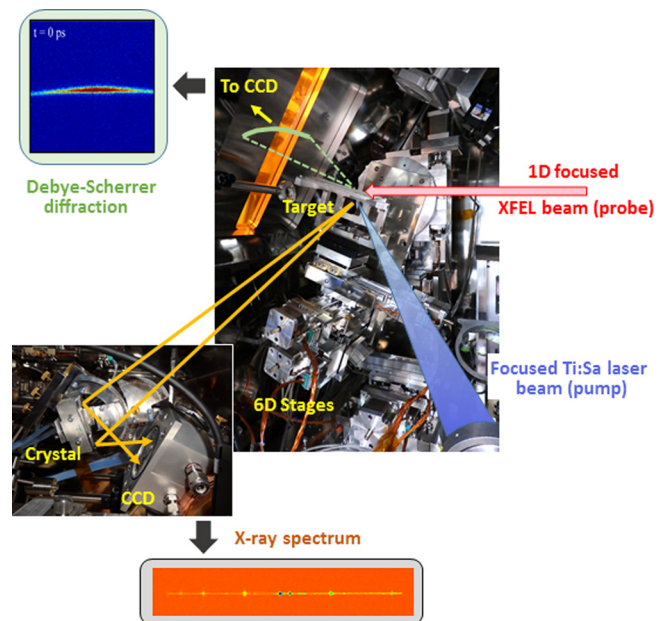 t = 0 ps
To CCD
Debye-Scherrer
diffraction
1D focused
XFEL beam (probe)
Target
Focused Ti:Sa laser
beam (pump)
6D Stages
Crystal
CCD
X-ray spectrum